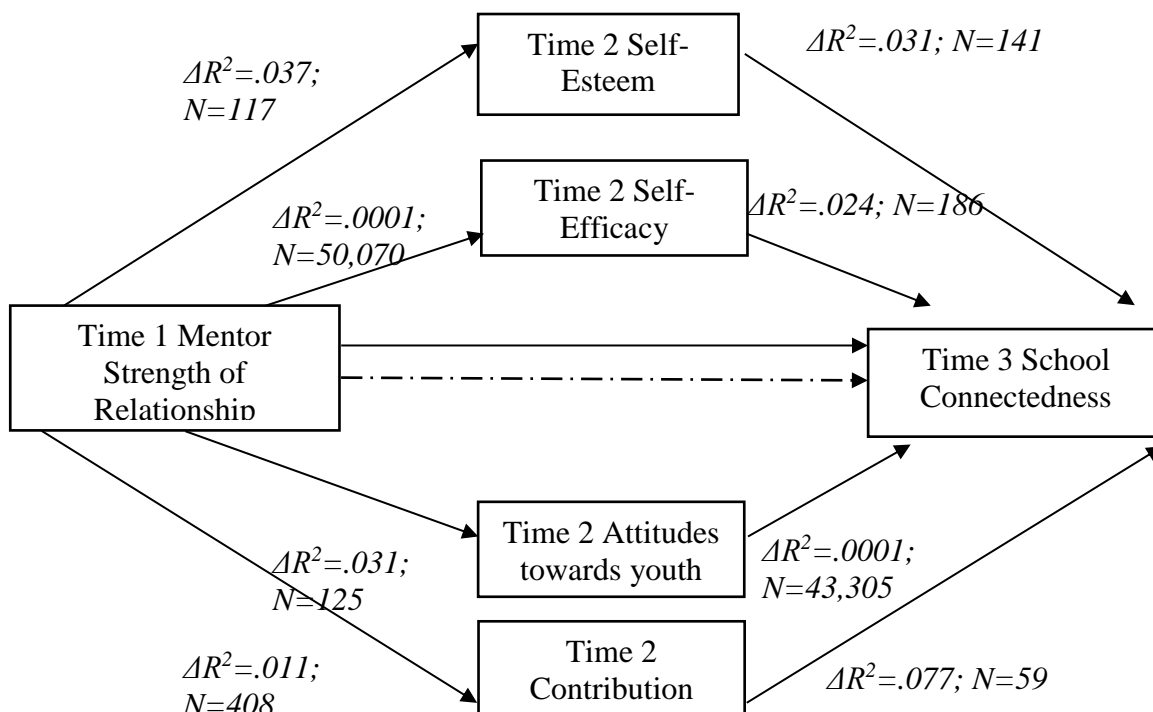 Time 2 Self-
Esteem
ΔR²=.031; N=141
ΔR²=.037;
N=117
Time 2 Self-
Efficacy
ΔR²=.024; N=186
ΔR²=.0001;
N=50,070
Time 1 Mentor
Strength of
Relationship
Time 3 School
Connectedness
Time 2 Attitudes
towards youth
ΔR²=.031;
N=125
ΔR²=.0001;
N=43,305
Time 2
Contribution
ΔR²=.011;
N=408
ΔR²=.077; N=59